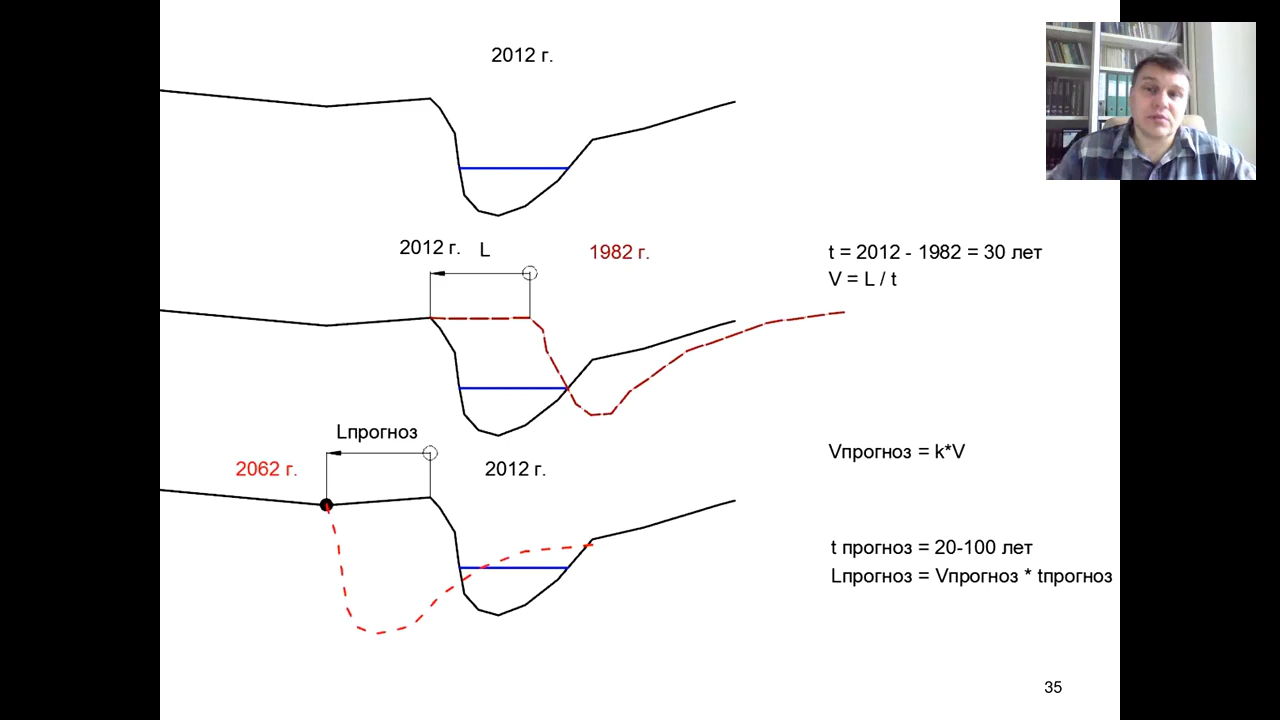 2012 г.
2012 г.
L
1982 г.
t = 2012 - 1982 = 30 лет
V = L / t
Lпрогноз
2062 г.
2012 г.
Vпрогноз = k*V
t прогноз = 20-100 лет
Lпрогноз = Vпрогноз * tпрогноз
35